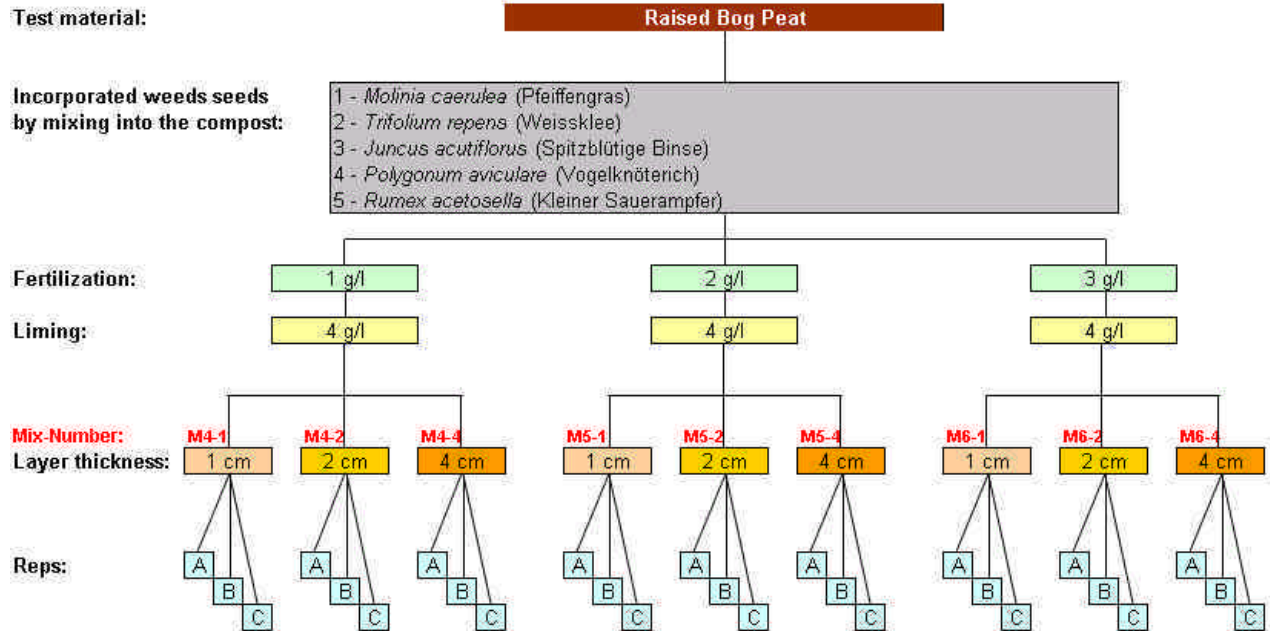 Test material: Raised Bog Peat
Incorporated weeds seeds
by mixing into the compost:
1 - Molinia caerulea (Pfeiffengras)
2 - Trifolium repens (Weissklee)
3 - Juncus acutiflorus (Spitzblütige Binse)
4 - Polygonum aviculare (Vogelknöterich)
5 - Rumex acetosella (Kleiner Sauerampfer)
Fertilization: 1 g/l 2 g/l 3 g/l
Liming: 4 g/l 4 g/l 4 g/l
Mix-Number: M4-1 M4-2 M4-4 M5-1 M5-2 M5-4 M6-1 M6-2 M6-4
Layer thickness: 1 cm 2 cm 4 cm 1 cm 2 cm 4 cm 1 cm 2 cm 4 cm
Reps: A A A A A A A A A
B B B B B B B B B
C C C C C C C C C